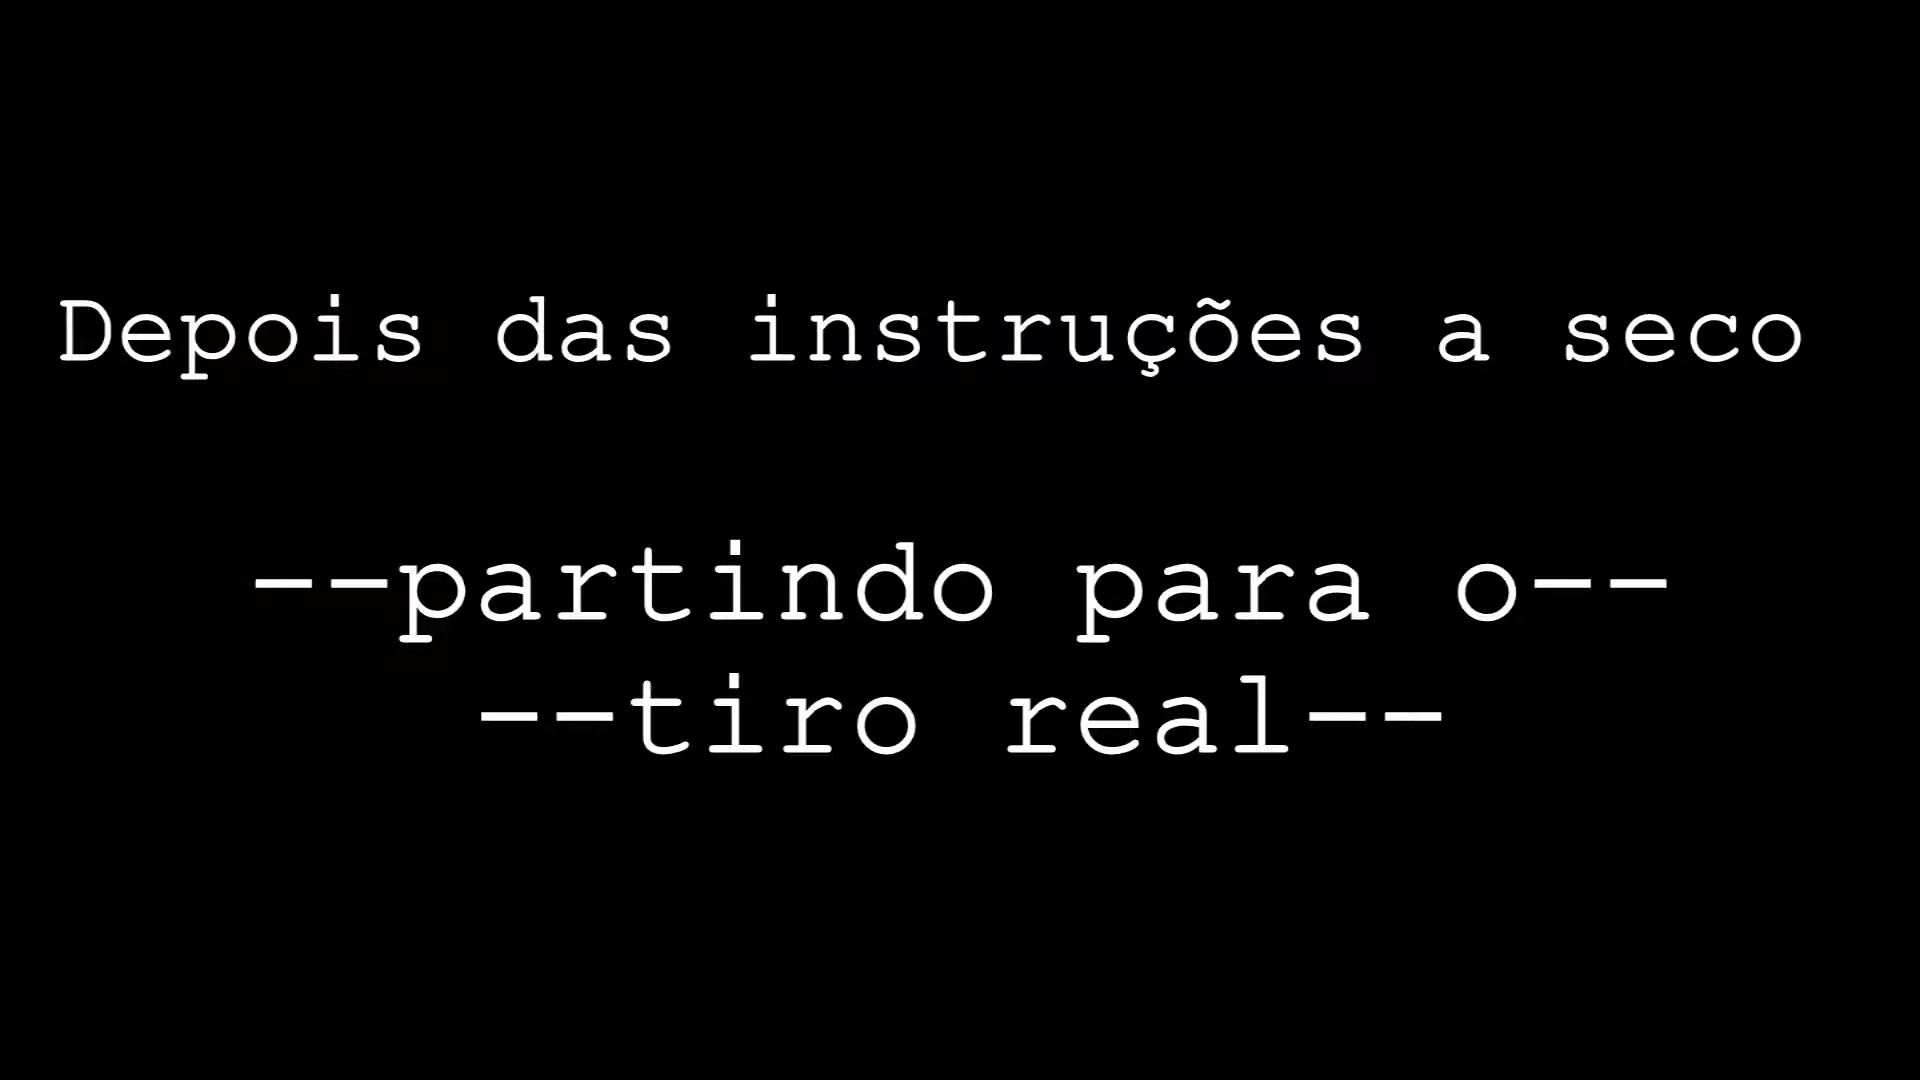 Depois das instruções a seco
--partindo para o--
--tiro real--